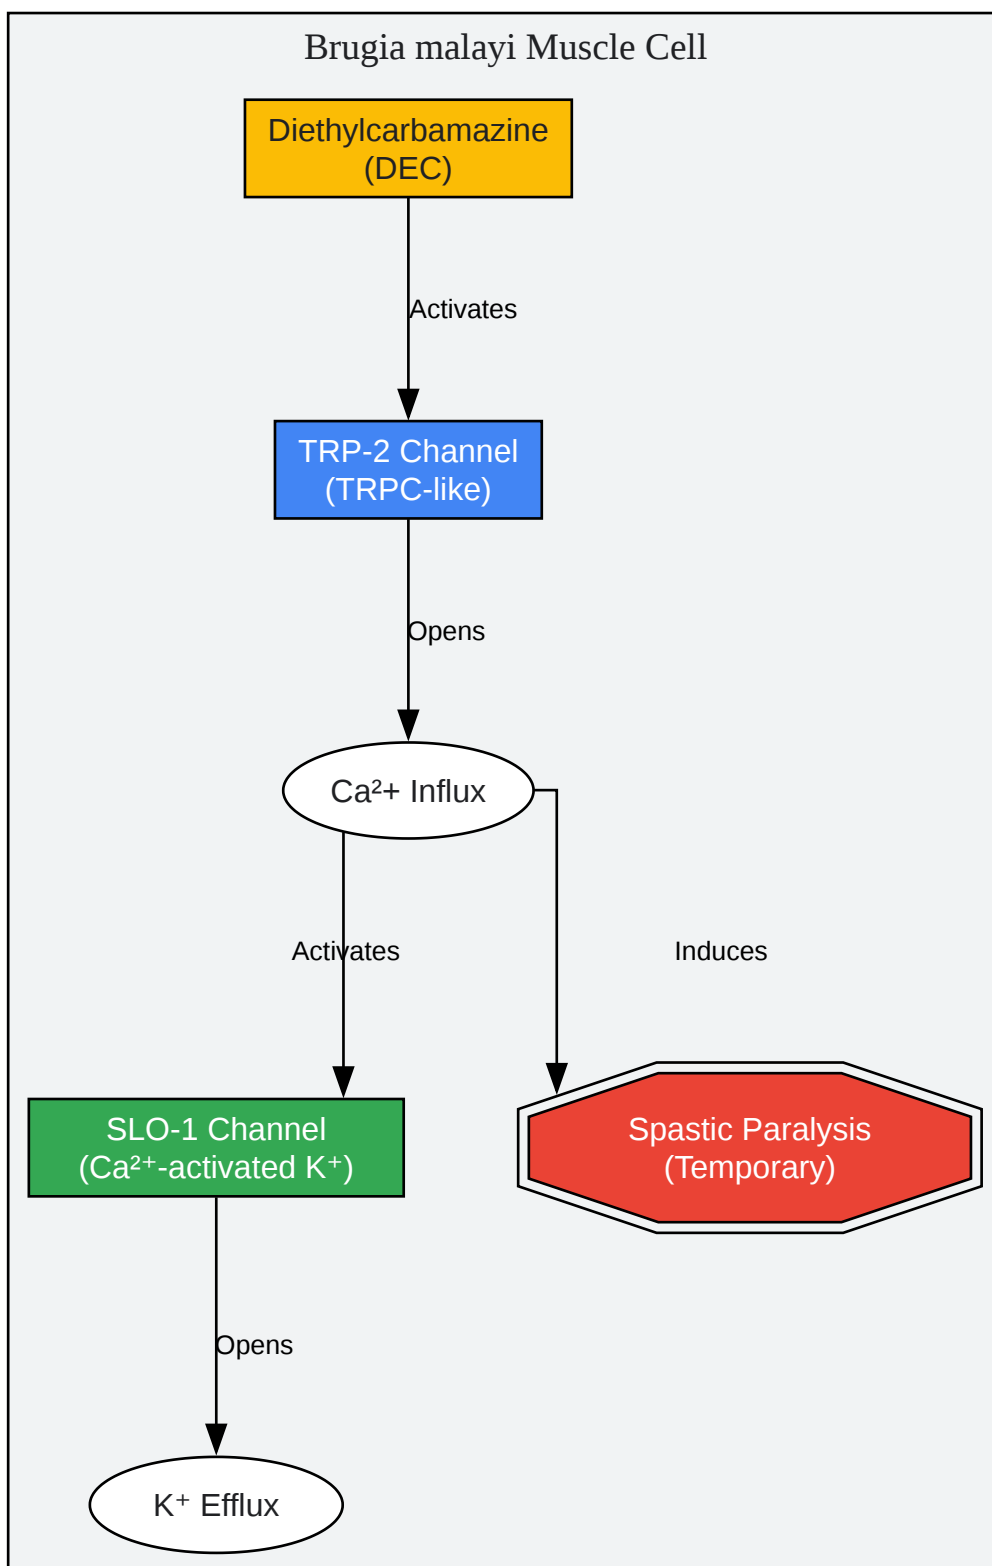 Brugia malayi Muscle Cell
Diethylcarbamazine
(DEC)
Activates
TRP-2 Channel
(TRPC-like)
Opens
Ca²+ Influx
Activates
Induces
SLO-1 Channel
(Ca²⁺-activated K⁺)
Spastic Paralysis
(Temporary)
Opens
K⁺ Efflux